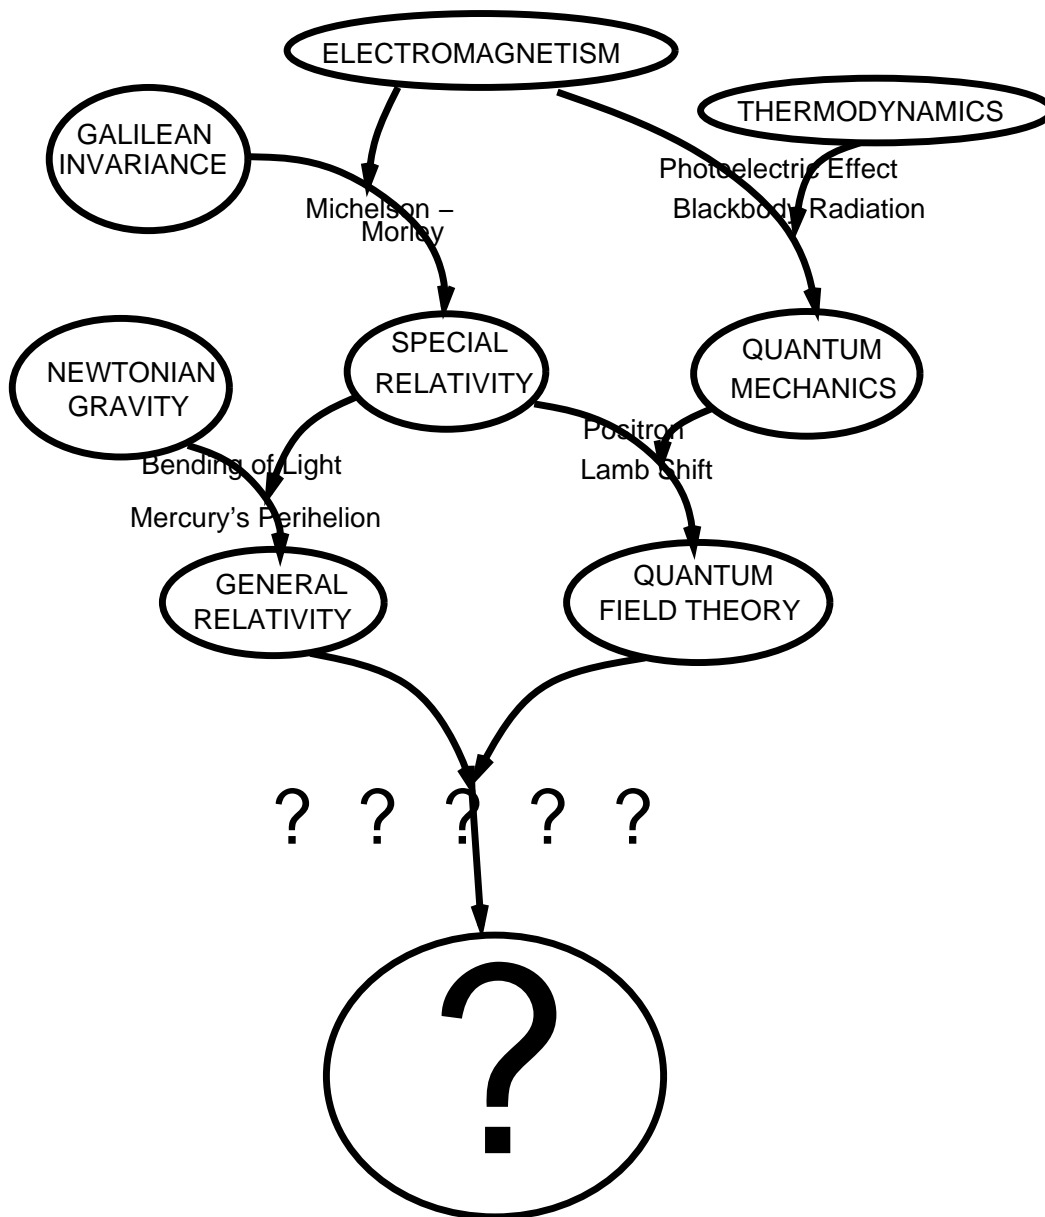 ELECTROMAGNETISM
THERMODYNAMICS
GALILEAN
INVARIANCE
Photoelectric Effect
Blackbody Radiation
Michelson –
Morley
SPECIAL
RELATIVITY
QUANTUM
MECHANICS
NEWTONIAN
GRAVITY
Positron
Lamb Shift
Bending of Light
Mercury’s Perihelion
GENERAL
RELATIVITY
QUANTUM
FIELD THEORY
? ? ? ? ?
?